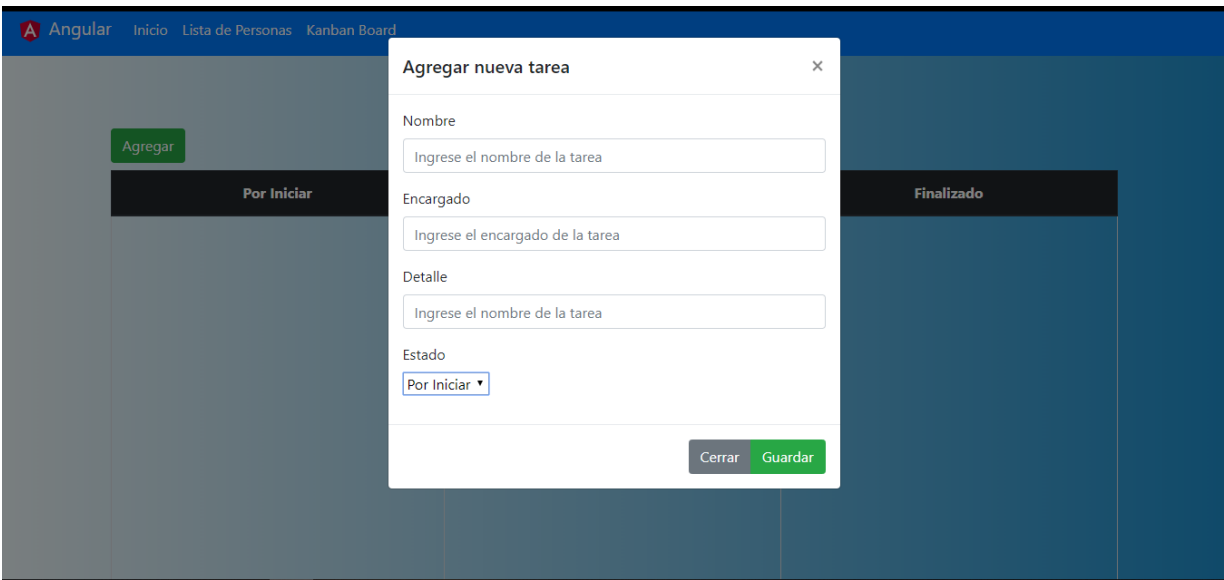 Angular Inicio Lista de Personas Kanban Board
Agregar nueva tarea ×
Agregar
Por Iniciar Finalizado
Nombre
Ingrese el nombre de la tarea
Encargado
Ingrese el encargado de la tarea
Detalle
Ingrese el nombre de la tarea
Estado
Por Iniciar
Cerrar Guardar